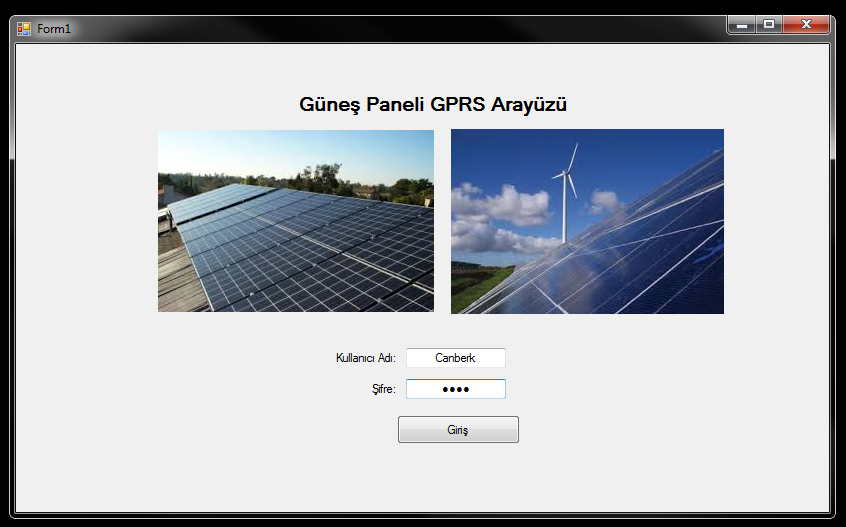 Form1
Güneş Paneli GPRS Arayüzü
Kullanıcı Adı: Canberk
Şifre: ••••
Giriş